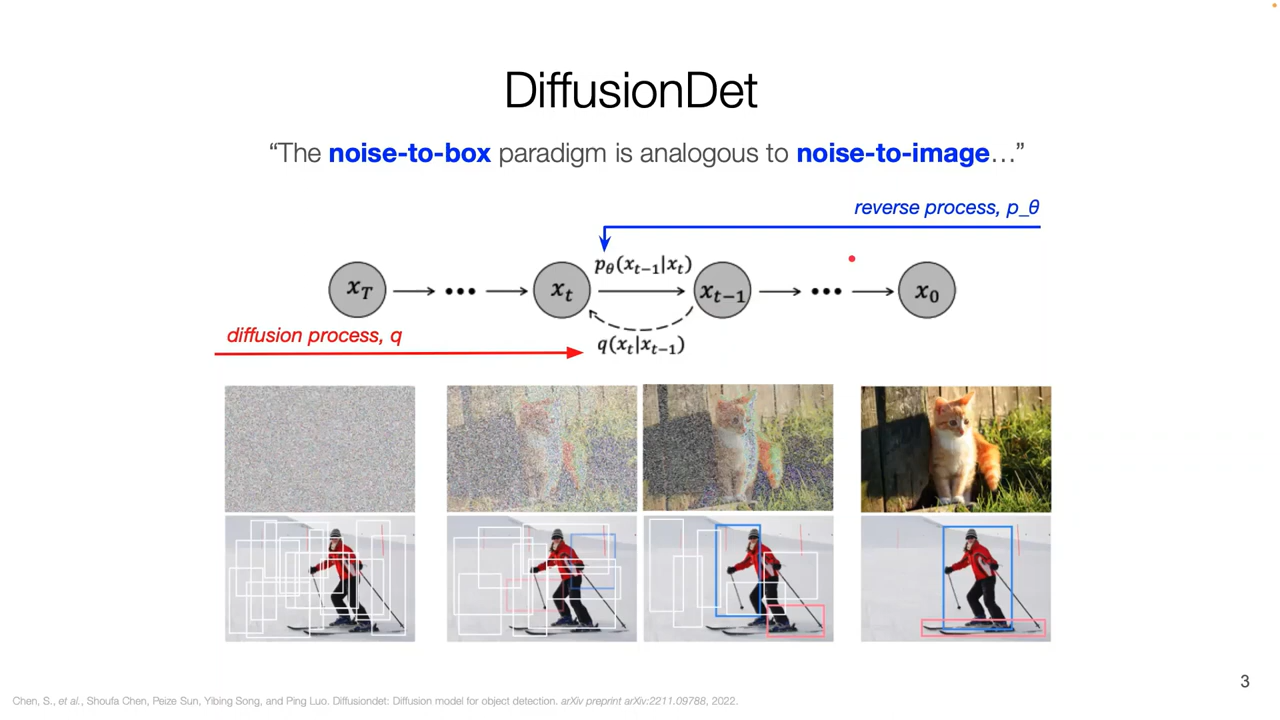 DiffusionDet
“The noise-to-box paradigm is analogous to noise-to-image…”
reverse process, p_θ
pθ(xt−1|xt)
xT
•••
xt
xt−1
•••
x0
diffusion process, q
q(xt|xt−1)
3
Chen, S., et al., Shoufa Chen, Peize Sun, Yibing Song, and Ping Luo. Diffusiondet: Diffusion model for object detection. arXiv preprint arXiv:2211.09788, 2022.